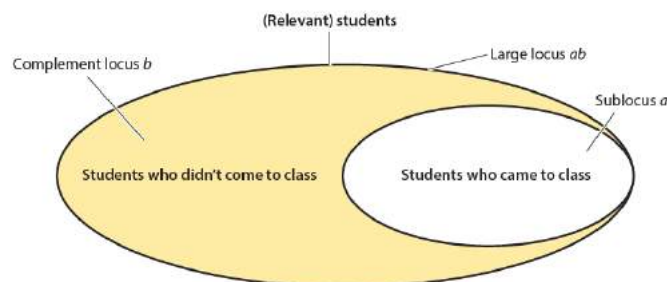 (Relevant) students
Large locus ab
Complement locus b
Sublocus a
Students who didn't come to class
Students who came to class